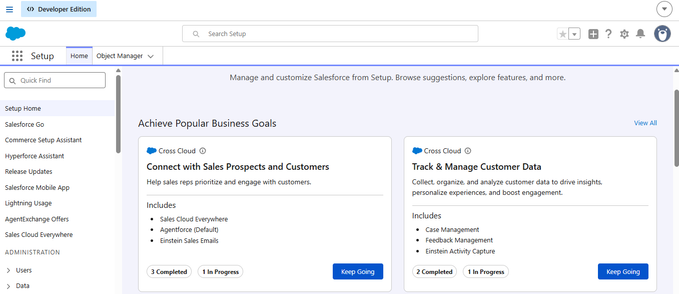 Developer Edition
Search Setup
Setup
Home
Object Manager
Quick Find
Setup Home
Salesforce Go
Commerce Setup Assistant
Hyperforce Assistant
Release Updates
Salesforce Mobile App
Lightning Usage
AgentExchange Offers
Sales Cloud Everywhere
ADMINISTRATION
Users
Data
Manage and customize Salesforce from Setup. Browse suggestions, explore features, and more.
Achieve Popular Business Goals
View All
Cross Cloud
Connect with Sales Prospects and Customers
Help sales reps prioritize and engage with customers.
Includes
Sales Cloud Everywhere
Agentforce (Default)
Einstein Sales Emails
3 Completed
1 In Progress
Keep Going
Cross Cloud
Track & Manage Customer Data
Collect, organize, and analyze customer data to drive insights,
personalize experiences, and boost engagement.
Includes
Case Management
Feedback Management
Einstein Activity Capture
2 Completed
1 In Progress
Keep Going